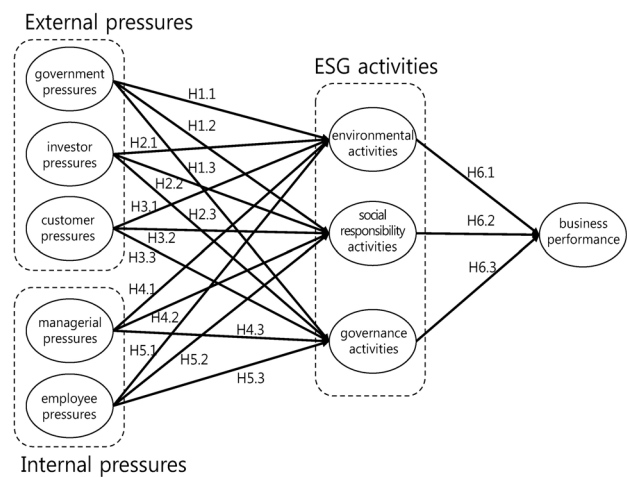 External pressures
government
pressures
investor
pressures
customer
pressures
managerial
pressures
employee
pressures
Internal pressures
H1.1
H1.2
H2.1
H1.3
H2.2
H3.1
H2.3
H3.2
H3.3
H4.1
H4.2
H4.3
H5.1
H5.2
H5.3
ESG activities
environmental
activities
social
responsibility
activities
governance
activities
H6.1
H6.2
H6.3
business
performance